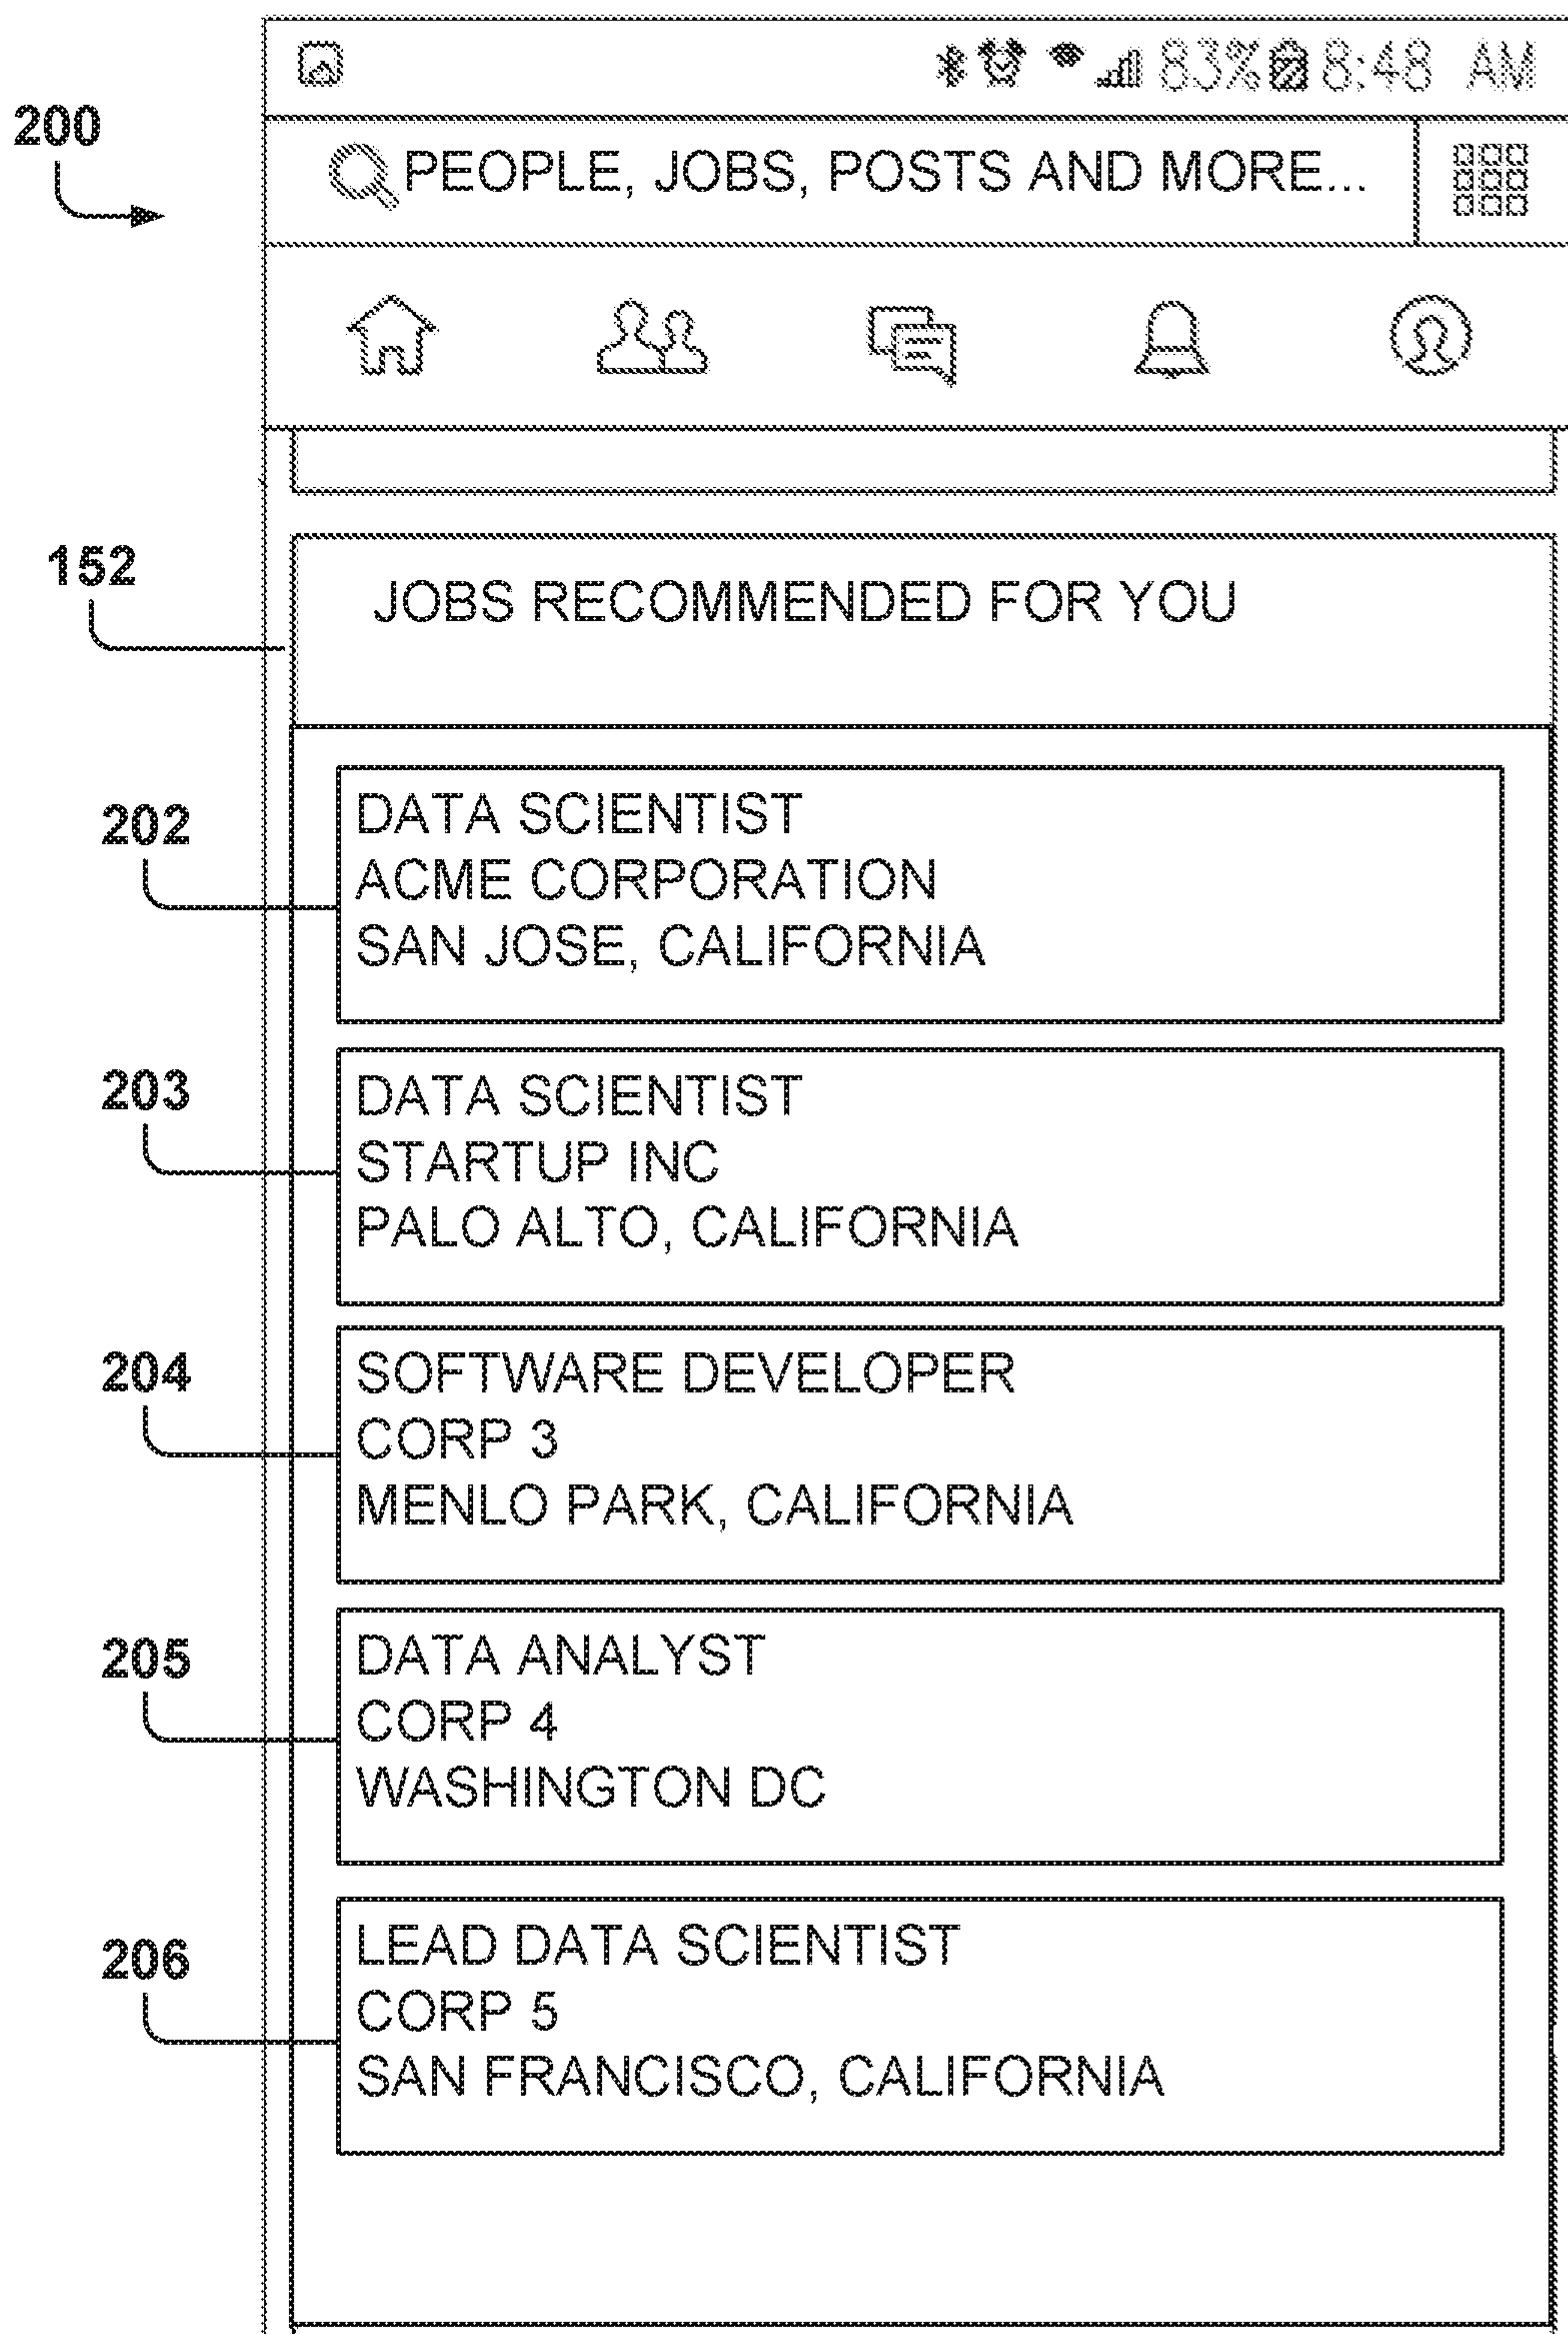 83% 8:48 AM
200
PEOPLE, JOBS, POSTS AND MORE...
152
JOBS RECOMMENDED FOR YOU
202
DATA SCIENTIST
ACME CORPORATION
SAN JOSE, CALIFORNIA
203
DATA SCIENTIST
STARTUP INC
PALO ALTO, CALIFORNIA
204
SOFTWARE DEVELOPER
CORP 3
MENLO PARK, CALIFORNIA
205
DATA ANALYST
CORP 4
WASHINGTON DC
206
LEAD DATA SCIENTIST
CORP 5
SAN FRANCISCO, CALIFORNIA